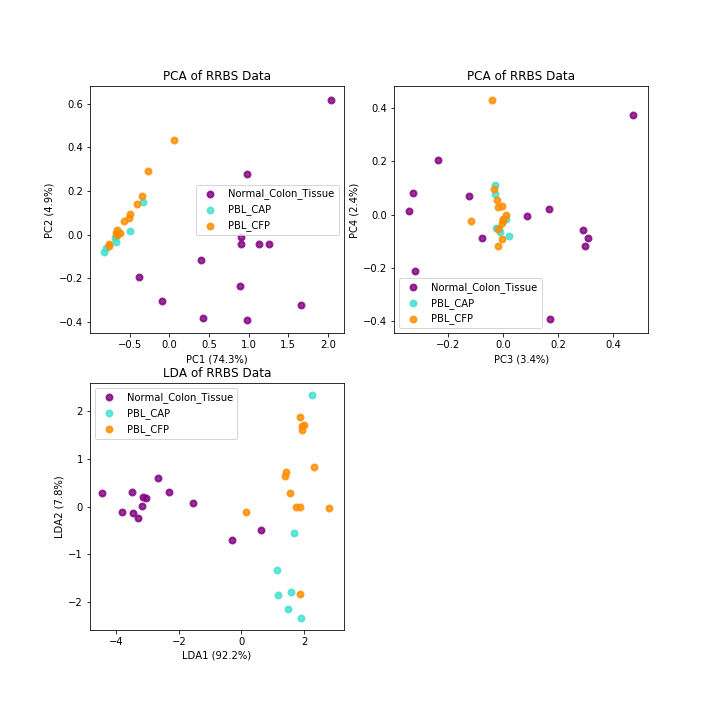 PCA of RRBS Data
PC2 (4.9%)
0.6
0.4
0.2
0.0
−0.2
−0.4
Normal_Colon_Tissue
PBL_CAP
PBL_CFP
−0.5
0.0
0.5
1.0
1.5
2.0
PC1 (74.3%)
PCA of RRBS Data
PC4 (2.4%)
0.4
0.2
0.0
−0.2
−0.4
Normal_Colon_Tissue
PBL_CAP
PBL_CFP
−0.2
0.0
0.2
0.4
PC3 (3.4%)
LDA of RRBS Data
LDA2 (7.8%)
2
1
0
−1
−2
Normal_Colon_Tissue
PBL_CAP
PBL_CFP
−4
−2
0
2
LDA1 (92.2%)